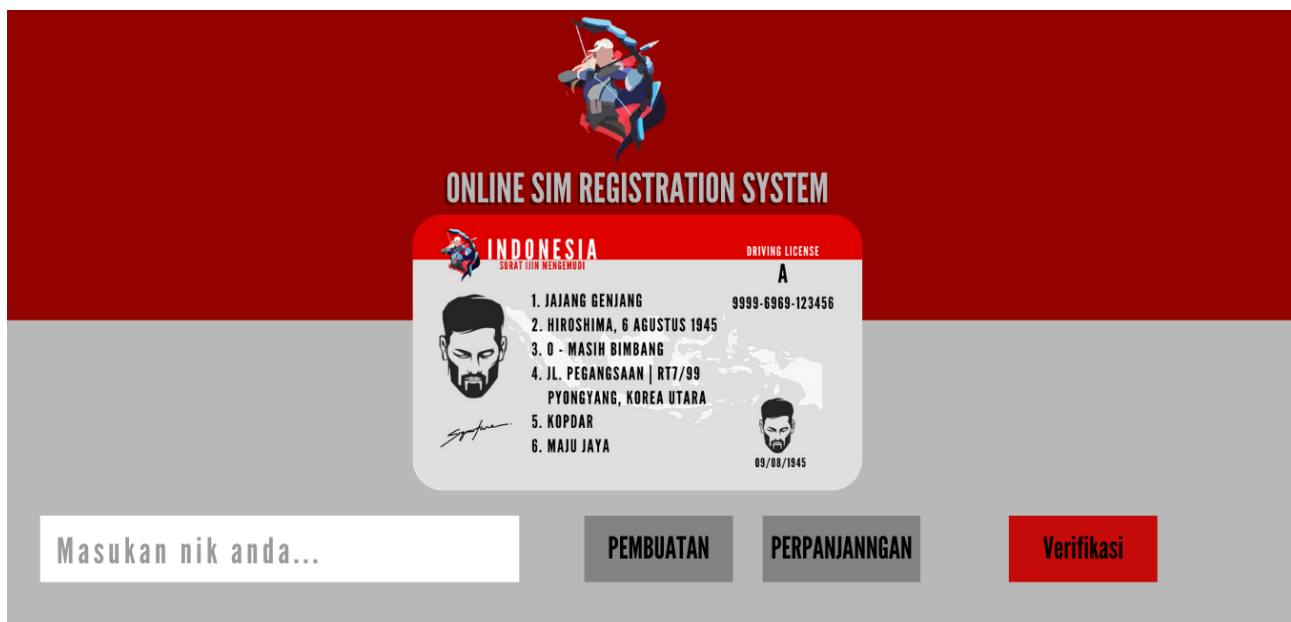 ONLINE SIM REGISTRATION SYSTEM
INDONESIA
SURAT IJIN MENGEMUDI
DRIVING LICENSE
A
9999-6969-123456
1. JAJANG GENJANG
2. HIROSHIMA, 6 AGUSTUS 1945
3. O - MASIH BIMBANG
4. JL. PEGANGSAAN | RT7/99
PYONGYANG, KOREA UTARA
5. KOPDAR
6. MAJU JAYA
Signature
09/08/1945
Masukan nik anda...
PEMBUATAN
PERPANJANNGAN
Verifikasi